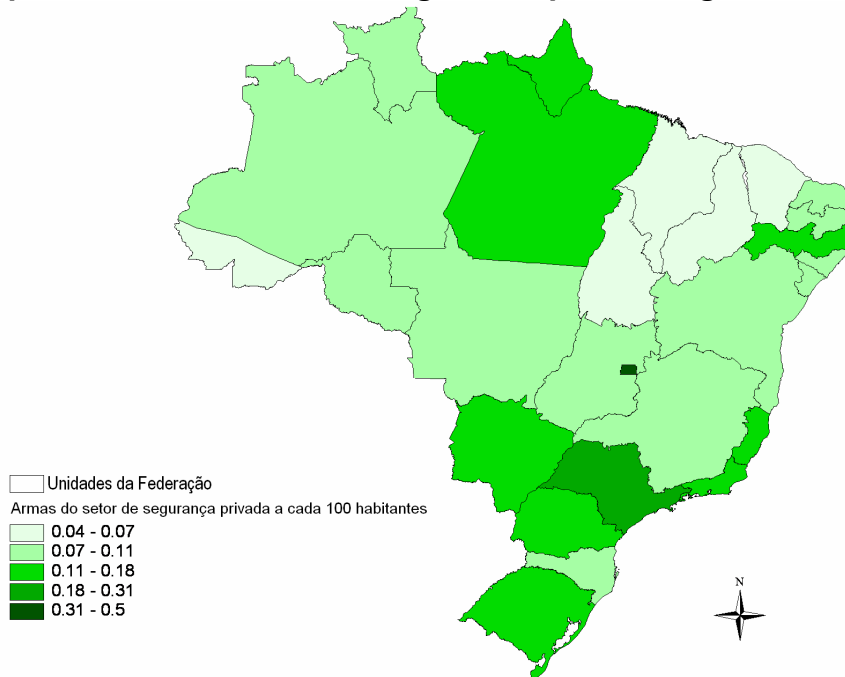 N
Unidades da Federação
Armas do setor de segurança privada a cada 100 habitantes
0.04 - 0.07
0.07 - 0.11
0.11 - 0.18
0.18 - 0.31
0.31 - 0.5